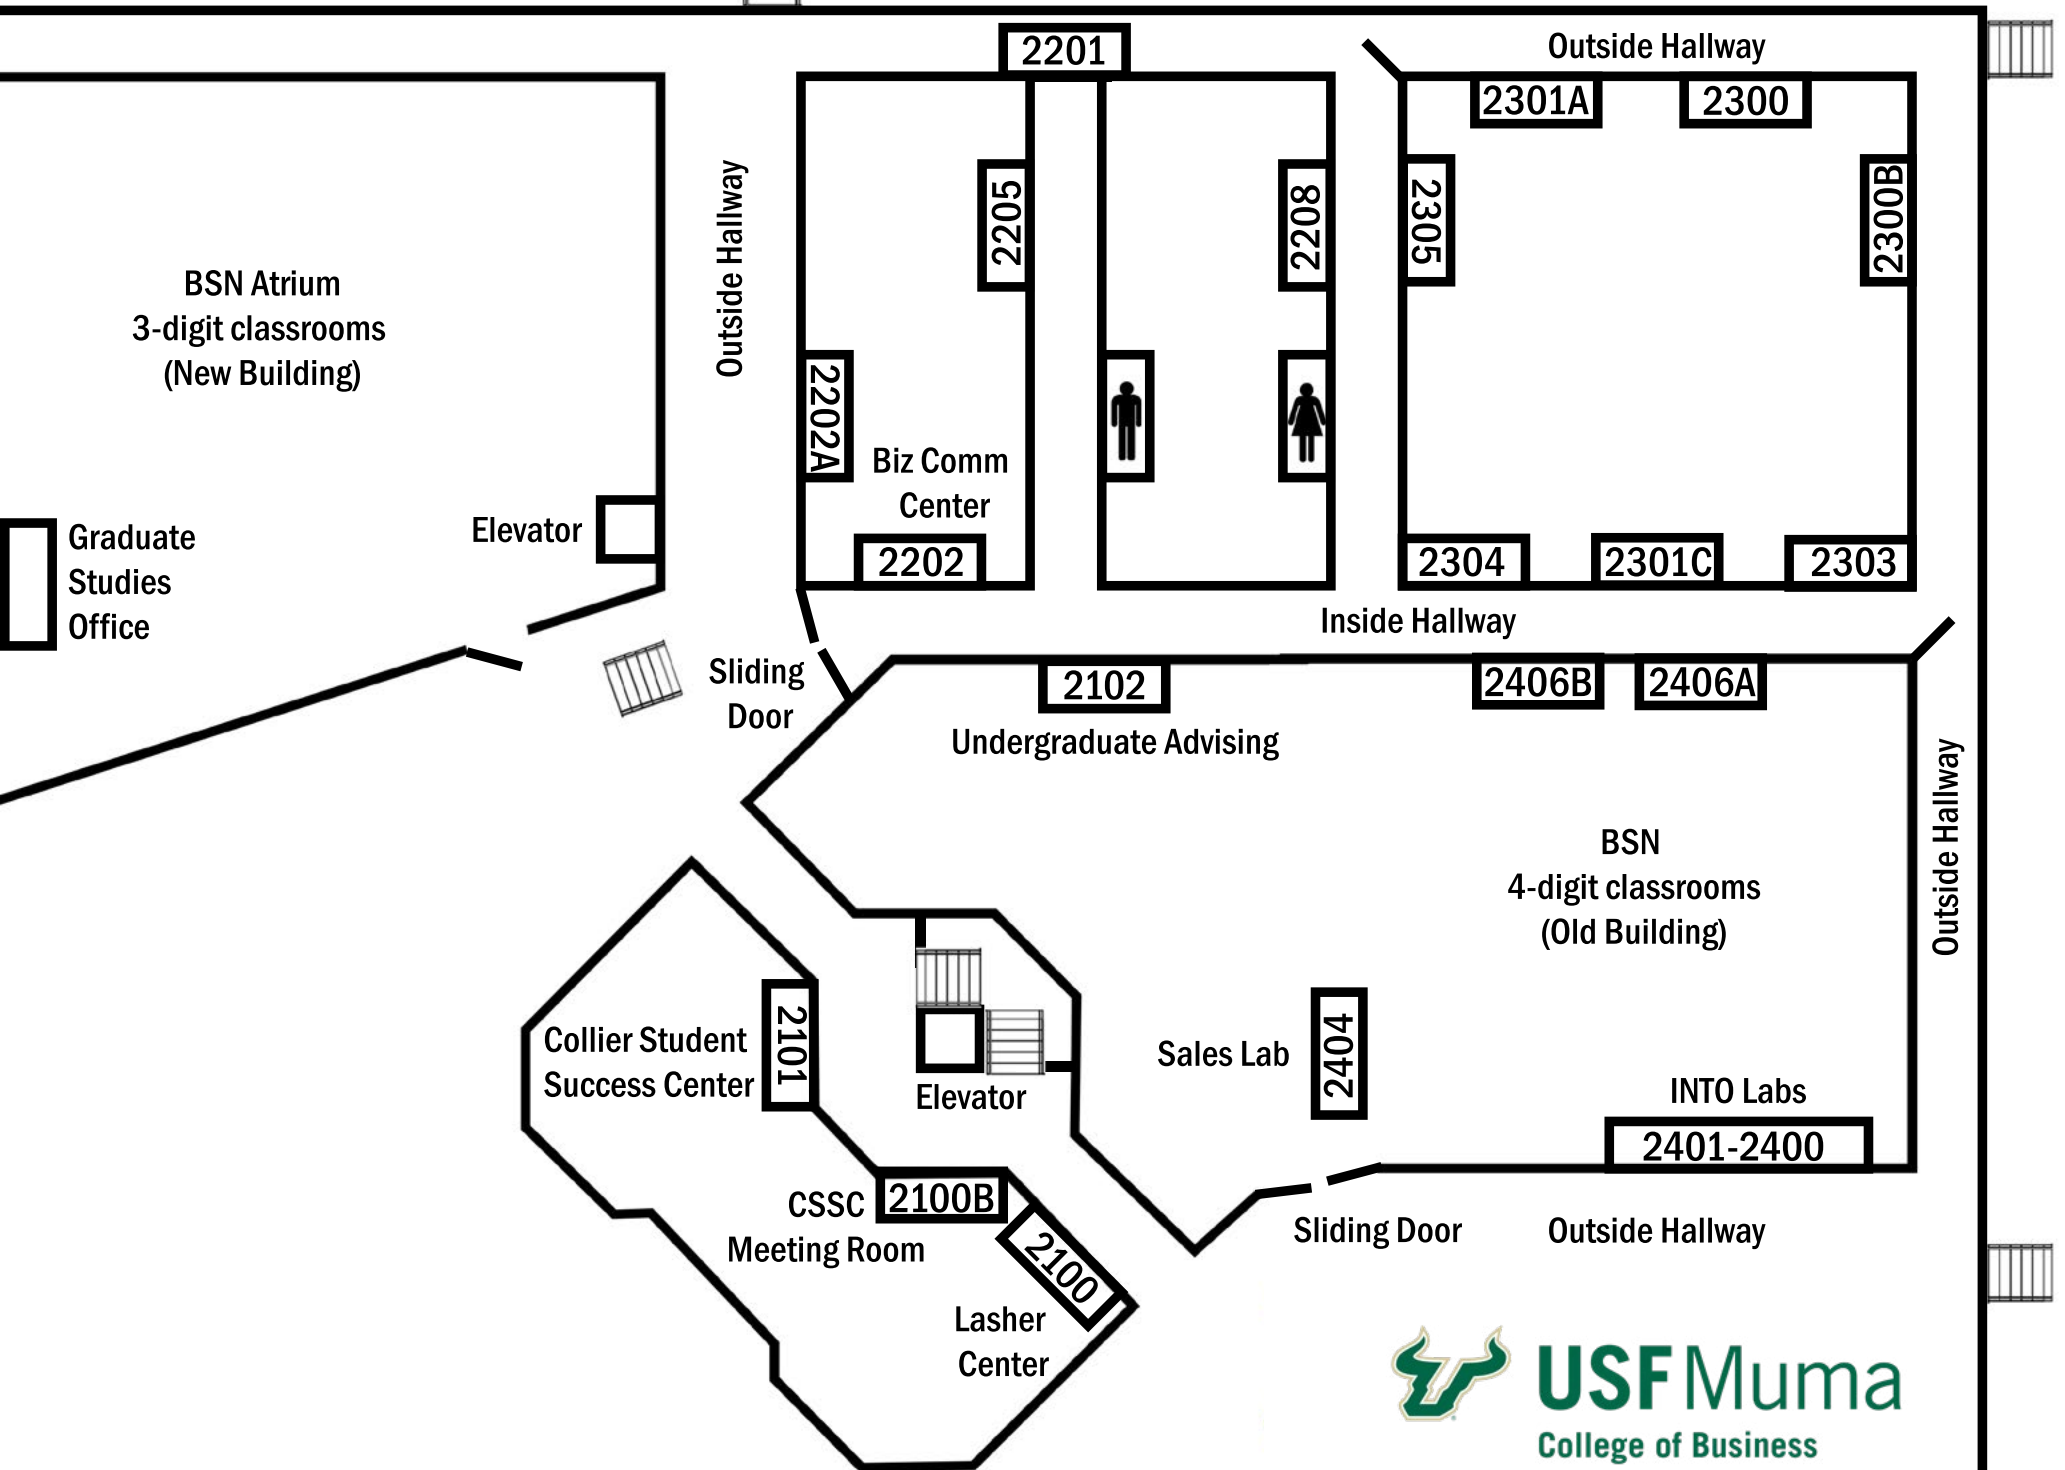 2201
Outside Hallway
2301A
2300
2205
2208
2305
2300B
Outside Hallway
BSN Atrium
3-digit classrooms
(New Building)
2202A
Biz Comm
Center
Elevator
Graduate
Studies
Office
2202
2304
2301C
2303
Inside Hallway
Sliding
Door
2102
2406B
2406A
Undergraduate Advising
Outside Hallway
BSN
4-digit classrooms
(Old Building)
2101
Collier Student
Success Center
Elevator
Sales Lab
2404
INTO Labs
2401-2400
CSSC
Meeting Room
2100B
2100
Sliding Door
Outside Hallway
Lasher
Center
USF Muma
College of Business